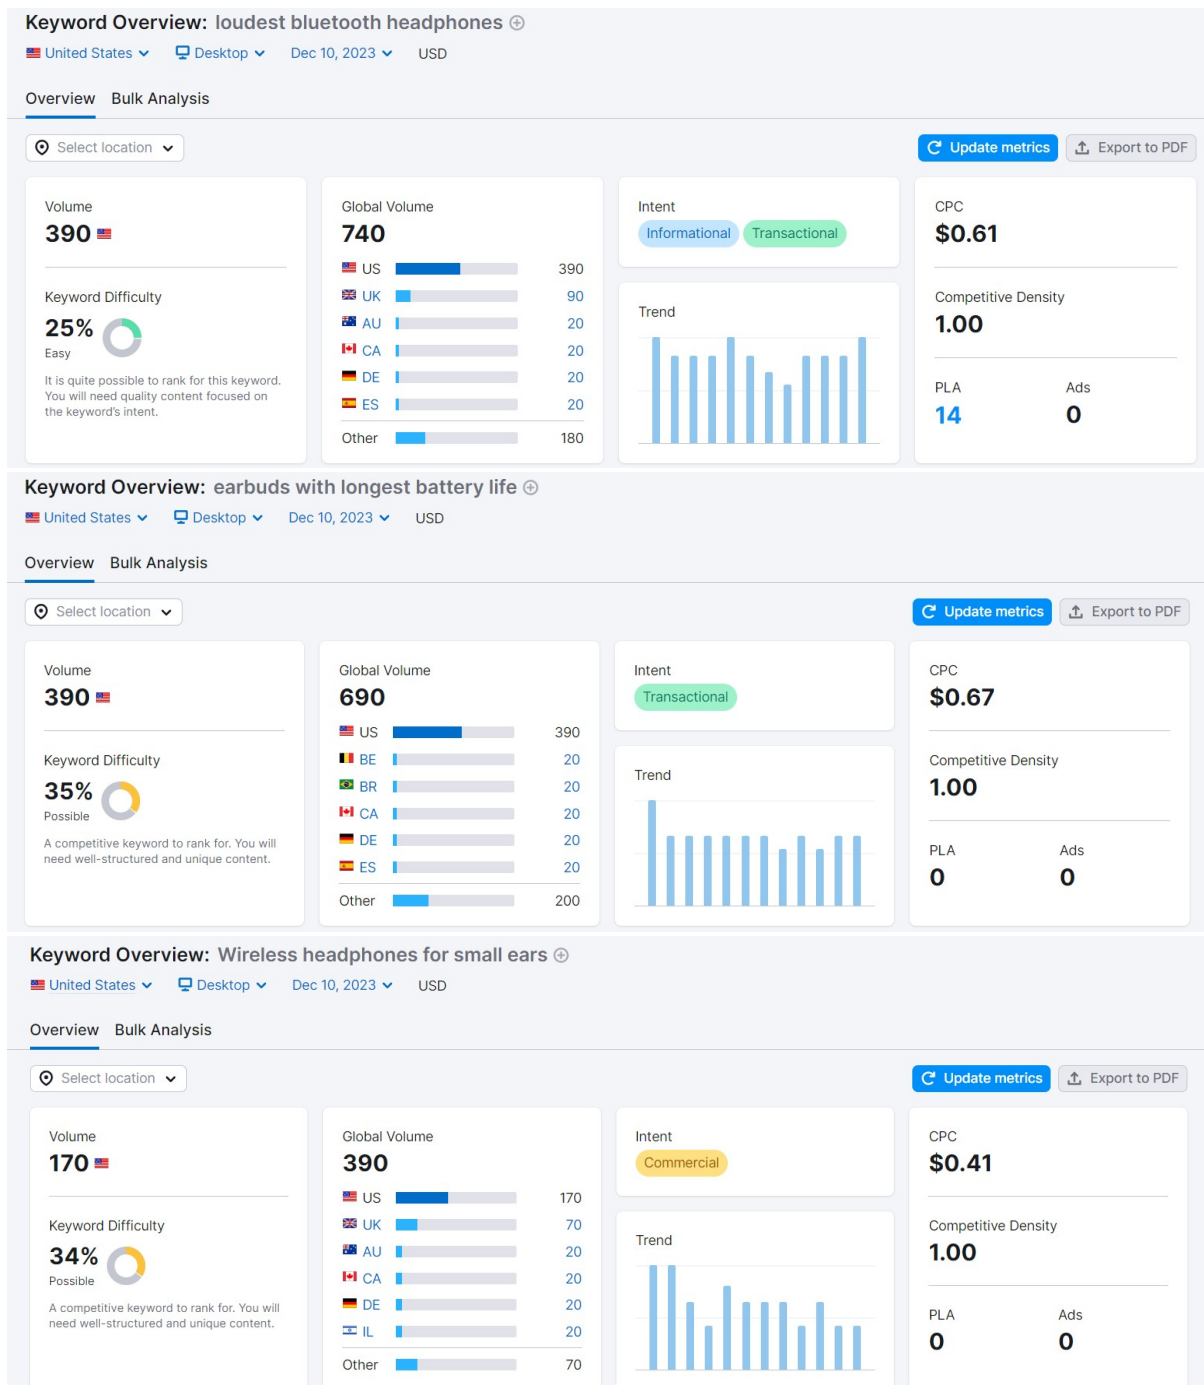 Keyword Overview: loudest bluetooth headphones
United States Desktop Dec 10, 2023 USD
Overview Bulk Analysis
Select location Update metrics Export to PDF
Volume
390
Keyword Difficulty
25%
Easy
It is quite possible to rank for this keyword.
You will need quality content focused on
the keyword's intent.
Global Volume
740
US 390
UK 90
AU 20
CA 20
DE 20
ES 20
Other 180
Intent
Informational Transactional
Trend
CPC
$0.61
Competitive Density
1.00
PLA Ads
14 0
Keyword Overview: earbuds with longest battery life
United States Desktop Dec 10, 2023 USD
Overview Bulk Analysis
Select location Update metrics Export to PDF
Volume
390
Keyword Difficulty
35%
Possible
A competitive keyword to rank for. You will
need well-structured and unique content.
Global Volume
690
US 390
BE 20
BR 20
CA 20
DE 20
ES 20
Other 200
Intent
Transactional
Trend
CPC
$0.67
Competitive Density
1.00
PLA Ads
0 0
Keyword Overview: Wireless headphones for small ears
United States Desktop Dec 10, 2023 USD
Overview Bulk Analysis
Select location Update metrics Export to PDF
Volume
170
Keyword Difficulty
34%
Possible
A competitive keyword to rank for. You will
need well-structured and unique content.
Global Volume
390
US 170
UK 70
AU 20
CA 20
DE 20
IL 20
Other 70
Intent
Commercial
Trend
CPC
$0.41
Competitive Density
1.00
PLA Ads
0 0